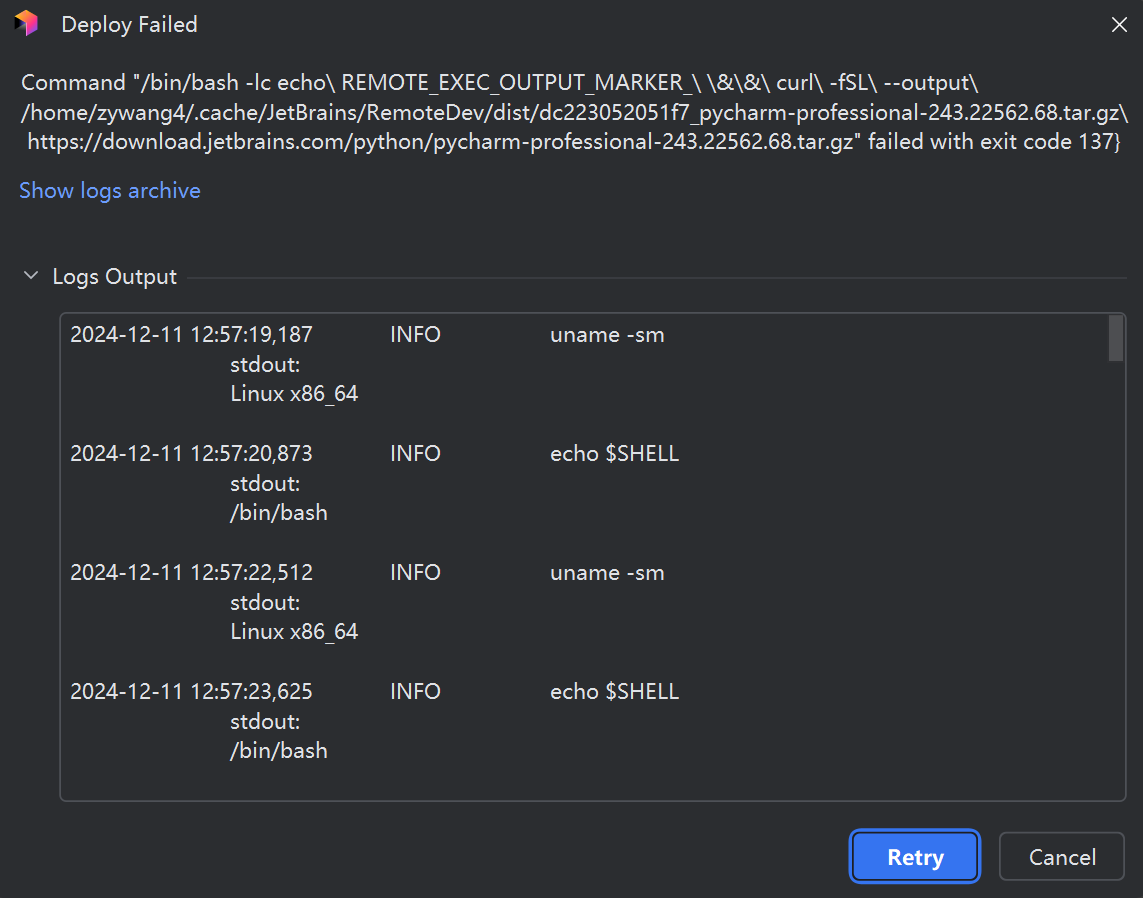 Deploy Failed
Command "/bin/bash -lc echo\ REMOTE_EXEC_OUTPUT_MARKER_\ \&\&\ curl\ -fSL\ --output\
/home/zywang4/.cache/JetBrains/RemoteDev/dist/dc223052051f7_pycharm-professional-243.22562.68.tar.gz\
https://download.jetbrains.com/python/pycharm-professional-243.22562.68.tar.gz" failed with exit code 137}
Show logs archive
Logs Output
2024-12-11 12:57:19,187 INFO uname -sm
stdout:
Linux x86_64
2024-12-11 12:57:20,873 INFO echo $SHELL
stdout:
/bin/bash
2024-12-11 12:57:22,512 INFO uname -sm
stdout:
Linux x86_64
2024-12-11 12:57:23,625 INFO echo $SHELL
stdout:
/bin/bash
Retry Cancel